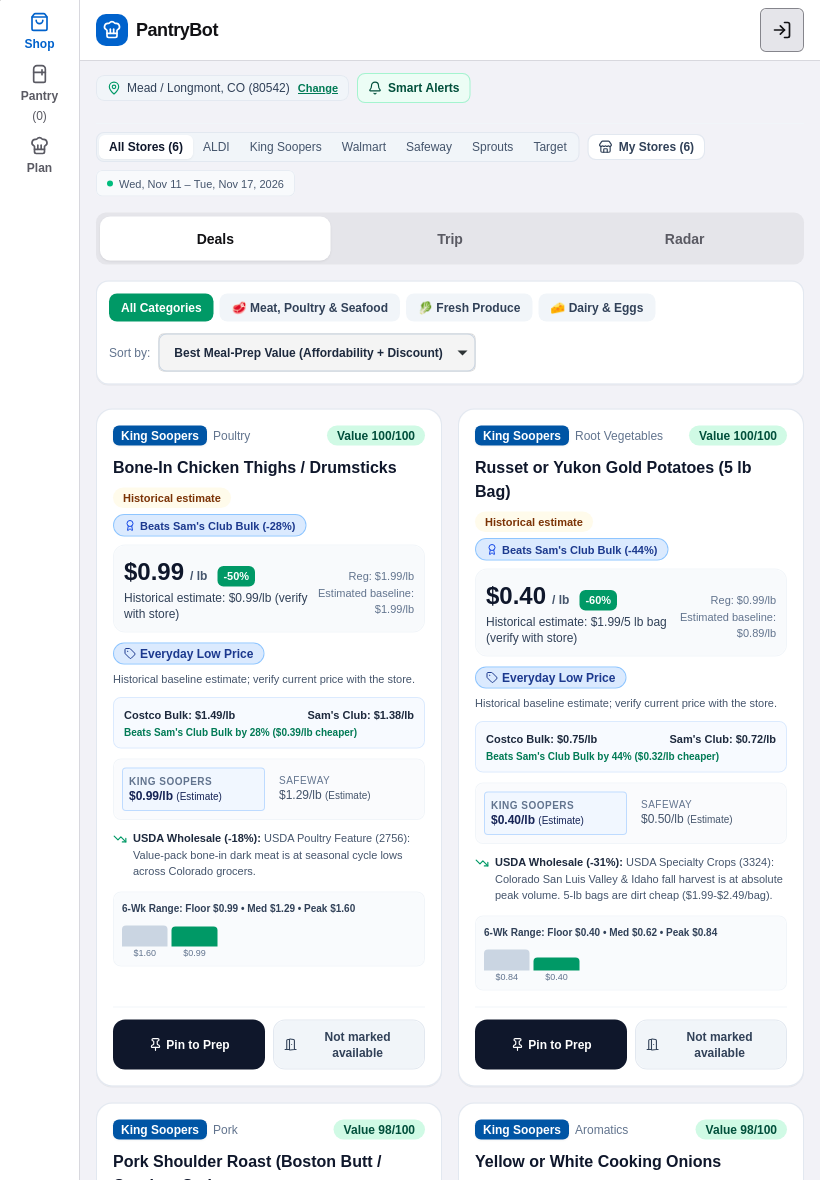 PantryBot
Shop
Pantry
(0)
Plan
Mead / Longmont, CO (80542) Change
Smart Alerts
All Stores (6) ALDI King Soopers Walmart Safeway Sprouts Target
My Stores (6)
Wed, Nov 11 – Tue, Nov 17, 2026
Deals Trip Radar
All Categories 🥩 Meat, Poultry & Seafood 🥬 Fresh Produce 🧀 Dairy & Eggs
Sort by: Best Meal-Prep Value (Affordability + Discount)
King Soopers Poultry Value 100/100
Bone-In Chicken Thighs / Drumsticks
Historical estimate
Beats Sam's Club Bulk (-28%)
$0.99 / lb -50%
Historical estimate: $0.99/lb (verify
with store)
Reg: $1.99/lb
Estimated baseline:
$1.99/lb
Everyday Low Price
Historical baseline estimate; verify current price with the store.
Costco Bulk: $1.49/lb Sam's Club: $1.38/lb
Beats Sam's Club Bulk by 28% ($0.39/lb cheaper)
KING SOOPERS
$0.99/lb (Estimate)
SAFEWAY
$1.29/lb (Estimate)
USDA Wholesale (-18%): USDA Poultry Feature (2756):
Value-pack bone-in dark meat is at seasonal cycle lows
across Colorado grocers.
6-Wk Range: Floor $0.99 • Med $1.29 • Peak $1.60
$1.60 $0.99
Pin to Prep
Not marked
available
King Soopers Root Vegetables Value 100/100
Russet or Yukon Gold Potatoes (5 lb
Bag)
Historical estimate
Beats Sam's Club Bulk (-44%)
$0.40 / lb -60%
Historical estimate: $1.99/5 lb bag
(verify with store)
Reg: $0.99/lb
Estimated baseline:
$0.89/lb
Everyday Low Price
Historical baseline estimate; verify current price with the store.
Costco Bulk: $0.75/lb Sam's Club: $0.72/lb
Beats Sam's Club Bulk by 44% ($0.32/lb cheaper)
KING SOOPERS
$0.40/lb (Estimate)
SAFEWAY
$0.50/lb (Estimate)
USDA Wholesale (-31%): USDA Specialty Crops (3324):
Colorado San Luis Valley & Idaho fall harvest is at absolute
peak volume. 5-lb bags are dirt cheap ($1.99-$2.49/bag).
6-Wk Range: Floor $0.40 • Med $0.62 • Peak $0.84
$0.84 $0.40
Pin to Prep
Not marked
available
King Soopers Pork Value 98/100
Pork Shoulder Roast (Boston Butt /
King Soopers Aromatics Value 98/100
Yellow or White Cooking Onions